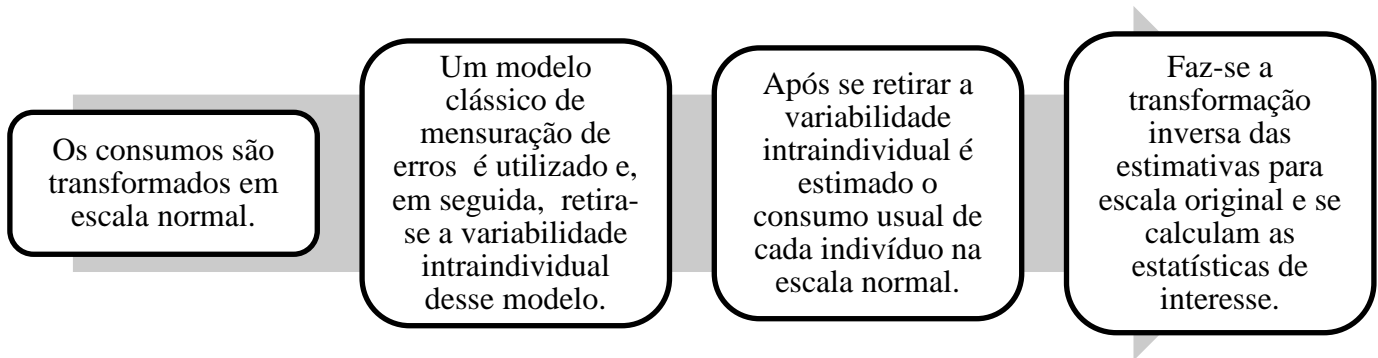 Os consumos são
transformados em
escala normal.
Um modelo
clássico de
mensuração de
erros é utilizado e,
em seguida, retira-
se a variabilidade
intraindividual
desse modelo.
Após se retirar a
variabilidade
intraindividual é
estimado o
consumo usual de
cada indivíduo na
escala normal.
Faz-se a
transformação
inversa das
estimativas para
escala original e se
calculam as
estatísticas de
interesse.